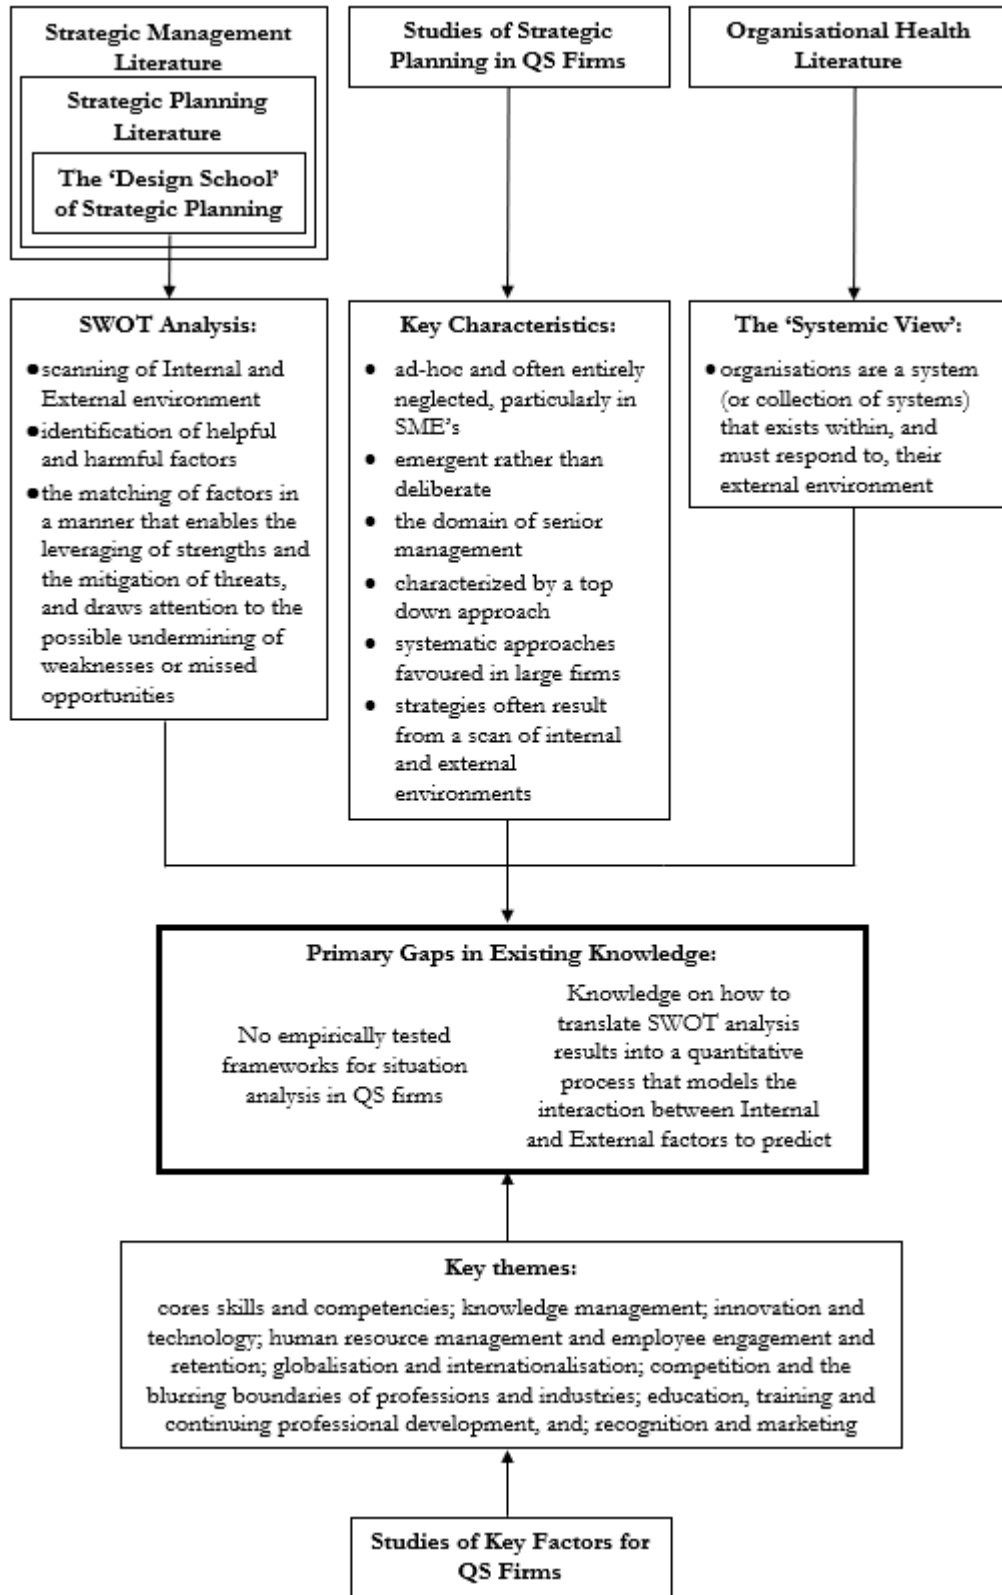 Strategic Management
Literature
Strategic Planning
Literature
The ‘Design School’
of Strategic Planning
Studies of Strategic
Planning in QS Firms
Organisational Health
Literature
SWOT Analysis:
●scanning of Internal and
External environment
●identification of helpful
and harmful factors
●the matching of factors in
a manner that enables the
leveraging of strengths and
the mitigation of threats,
and draws attention to the
possible undermining of
weaknesses or missed
opportunities
Key Characteristics:
● ad-hoc and often entirely
neglected, particularly in
SME's
● emergent rather than
deliberate
● the domain of senior
management
● characterized by a top
down approach
● systematic approaches
favoured in large firms
● strategies often result
from a scan of internal
and external
environments
The ‘Systemic View’:
● organisations are a system
(or collection of systems)
that exists within, and
must respond to, their
external environment
Primary Gaps in Existing Knowledge:
No empirically tested
frameworks for situation
analysis in QS firms
Knowledge on how to
translate SWOT analysis
results into a quantitative
process that models the
interaction between Internal
and External factors to predict
Key themes:
cores skills and competencies; knowledge management; innovation and
technology; human resource management and employee engagement and
retention; globalisation and internationalisation; competition and the
blurring boundaries of professions and industries; education, training and
continuing professional development, and; recognition and marketing
Studies of Key Factors for
QS Firms